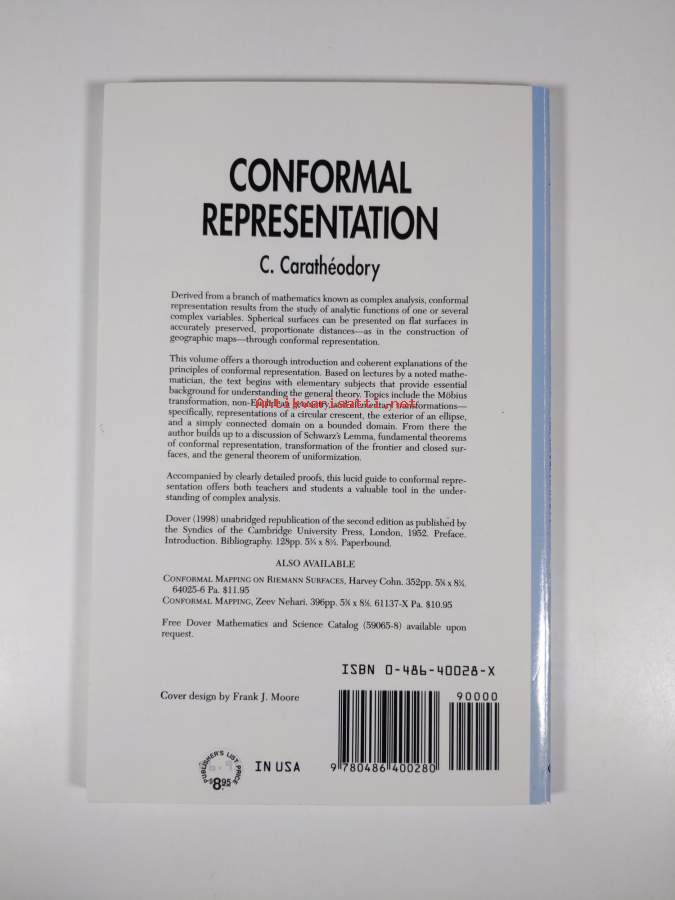 CONFORMAL
REPRESENTATION
C. Carathéodory
Derived from a branch of mathematics known as complex analysis, conformal
representation results from the study of analytic functions of one or several
complex variables. Spherical surfaces can be presented on flat surfaces in
accurately preserved, proportionate distances—as in the construction of
geographic maps—through conformal representation.
This volume offers a thorough introduction and coherent explanations of the
principles of conformal representation. Based on lectures by a noted mathe-
matician, the text begins with elementary subjects that provide essential
background for understanding the general theory. Topics include the Möbius
transformation, non-Euclidean geometry, and elementary transformations—
Antikvariaatti.net
specifically, representations of a circular crescent, the exterior of an ellipse,
and a simply connected domain on a bounded domain. From there the
author builds up to a discussion of Schwarz's Lemma, fundamental theorems
of conformal representation, transformation of the frontier and closed sur-
faces, and the general theorem of uniformization.
Accompanied by clearly detailed proofs, this lucid guide to conformal repre-
sentation offers both teachers and students a valuable tool in the under-
standing of complex analysis.
Dover (1998) unabridged republication of the second edition as published by
the Syndics of the Cambridge University Press, London, 1952. Preface.
Introduction. Bibliography. 128pp. 5⅜ x 8½. Paperbound.
ALSO AVAILABLE
CONFORMAL MAPPING ON RIEMANN SURFACES, Harvey Cohn. 352pp. 5⅜ x 8½.
64025-6 Pa. $11.95
CONFORMAL MAPPING, Zeev Nehari. 396pp. 5⅜ x 8½. 61137-X Pa. $10.95
Free Dover Mathematics and Science Catalog (59065-8) available upon
request.
ISBN 0-486-40028-X
90000
Cover design by Frank J. Moore
PUBLISHER'S LIST PRICE
$8.95
IN USA
9 780486 400280